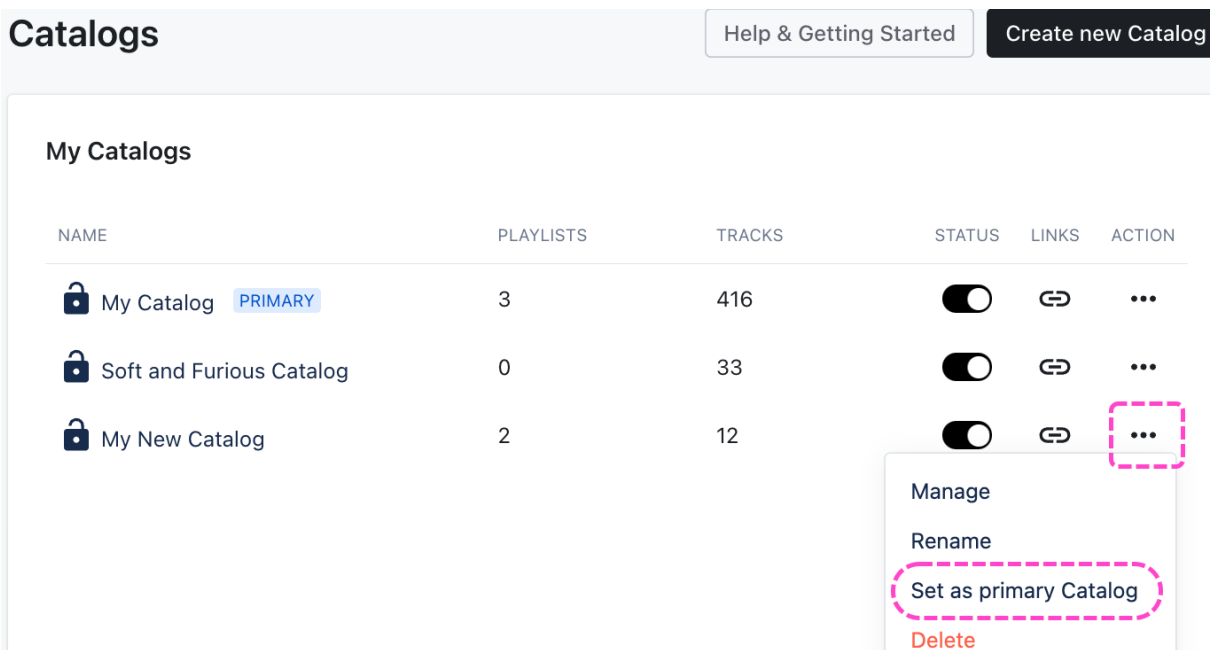 Catalogs Help & Getting Started Create new Catalog
My Catalogs
NAME PLAYLISTS TRACKS STATUS LINKS ACTION
My Catalog PRIMARY 3 416
Soft and Furious Catalog 0 33
My New Catalog 2 12
Manage
Rename
Set as primary Catalog
Delete